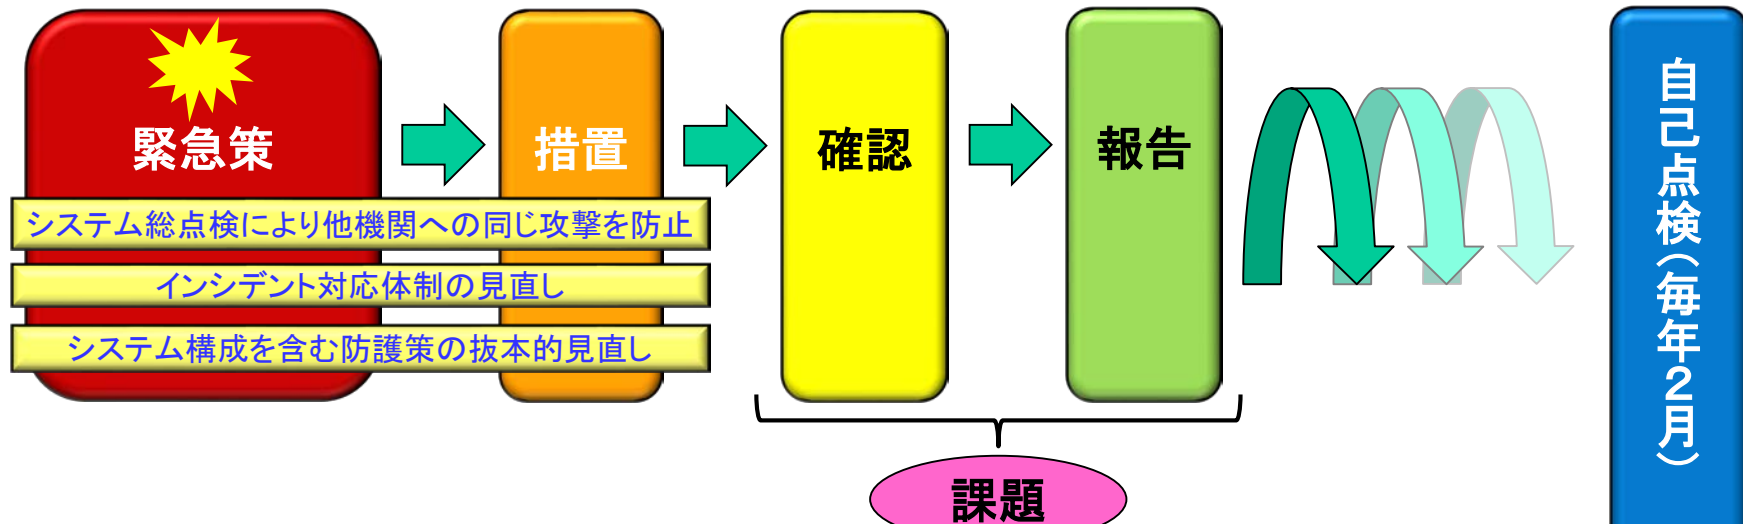 緊急策
措置
確認
報告
システム総点検により他機関への同じ攻撃を防止
インシデント対応体制の見直し
システム構成を含む防護策の抜本的見直し
課題
自己点検（毎年２月）